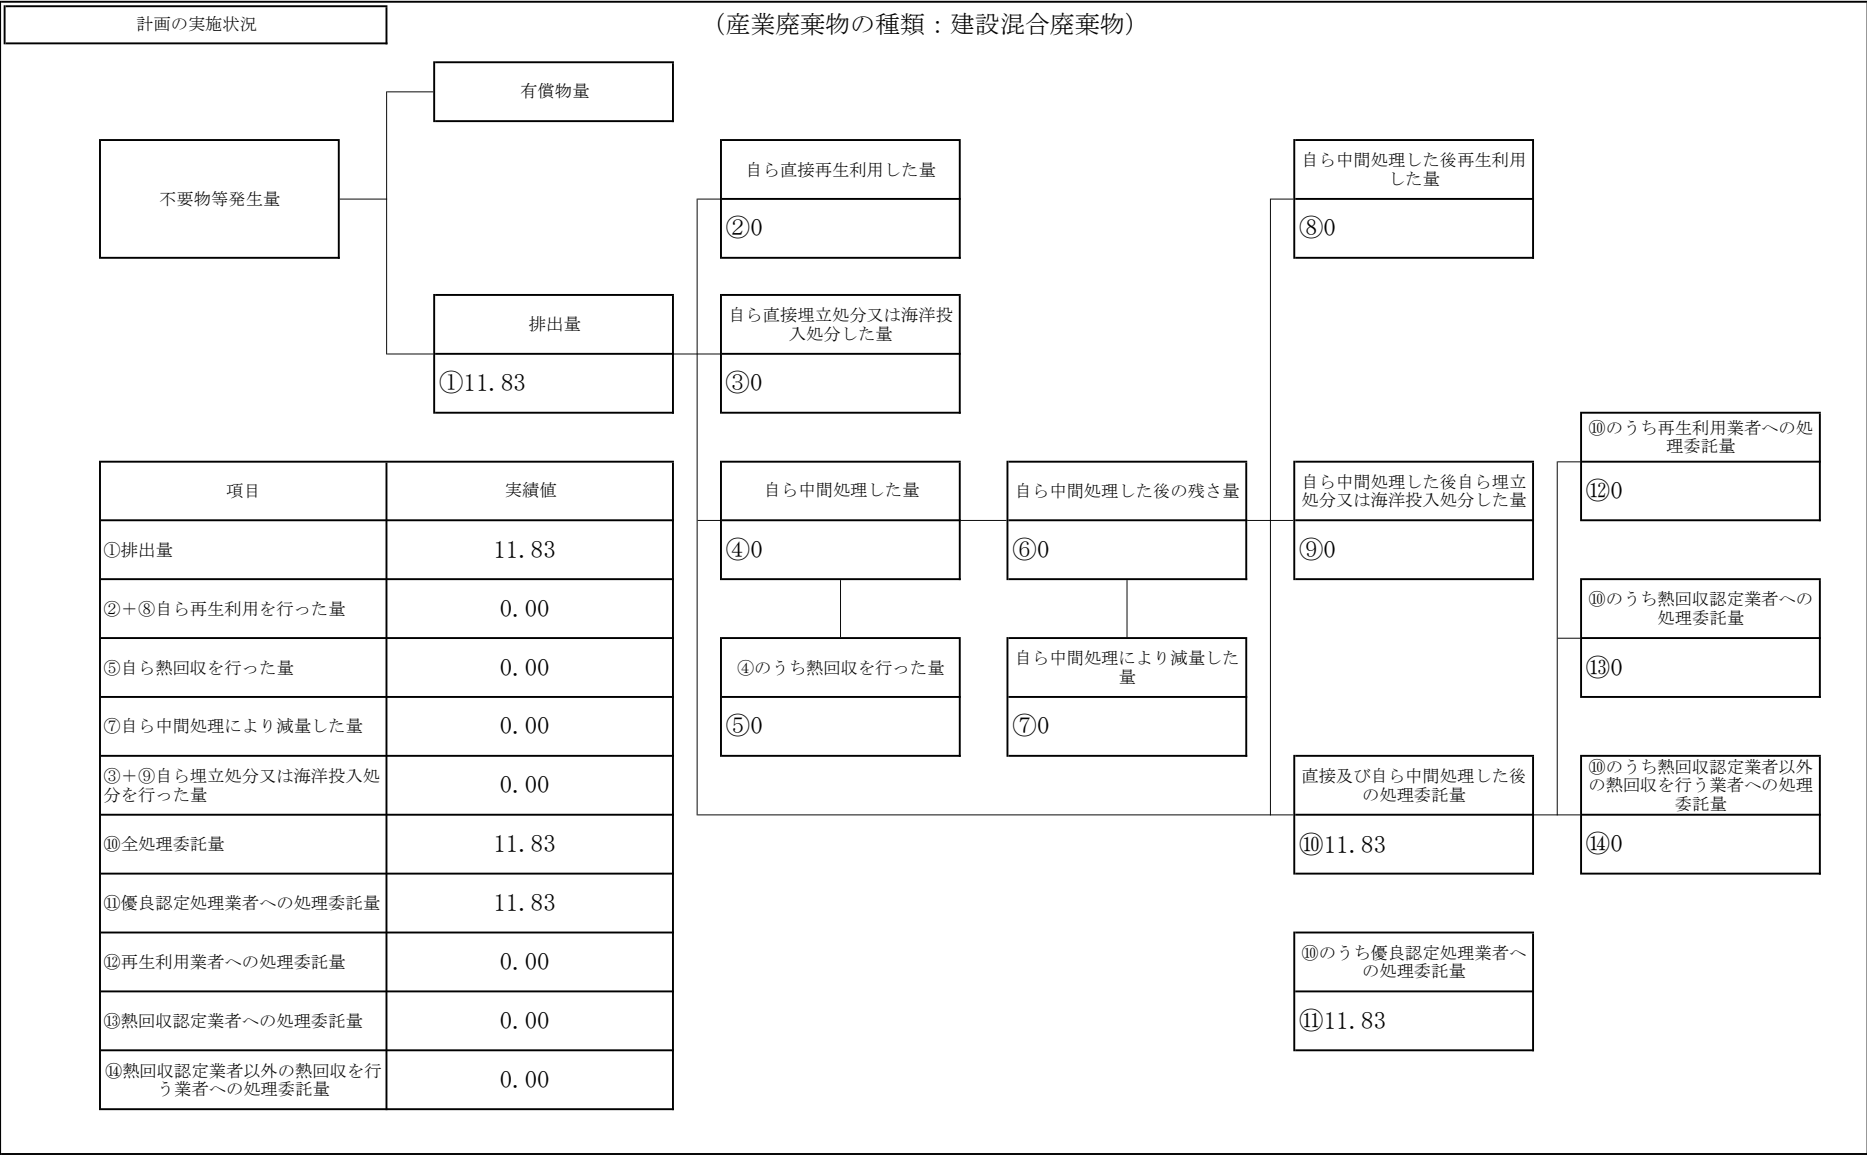 計画の実施状況
（産業廃棄物の種類：建設混合廃棄物）
有償物量
不要物等発生量
自ら直接再生利用した量
②0
自ら中間処理した後再生利用
した量
⑧0
排出量
①11.83
自ら直接埋立処分又は海洋投
入処分した量
③0
⑩のうち再生利用業者への処
理委託量
⑫0
自ら中間処理した量
④0
自ら中間処理した後の残さ量
⑥0
自ら中間処理した後自ら埋立
処分又は海洋投入処分した量
⑨0
⑩のうち熱回収認定業者への
処理委託量
⑬0
④のうち熱回収を行った量
⑤0
自ら中間処理により減量した
量
⑦0
直接及び自ら中間処理した後
の処理委託量
⑩11.83
⑩のうち熱回収認定業者以外
の熱回収を行う業者への処理
委託量
⑭0
⑩のうち優良認定処理業者へ
の処理委託量
⑪11.83
項目 実績値
①排出量 11.83
②＋⑧自ら再生利用を行った量 0.00
⑤自ら熱回収を行った量 0.00
⑦自ら中間処理により減量した量 0.00
③＋⑨自ら埋立処分又は海洋投入処
分を行った量 0.00
⑩全処理委託量 11.83
⑪優良認定処理業者への処理委託量 11.83
⑫再生利用業者への処理委託量 0.00
⑬熱回収認定業者への処理委託量 0.00
⑭熱回収認定業者以外の熱回収を行
う業者への処理委託量 0.00